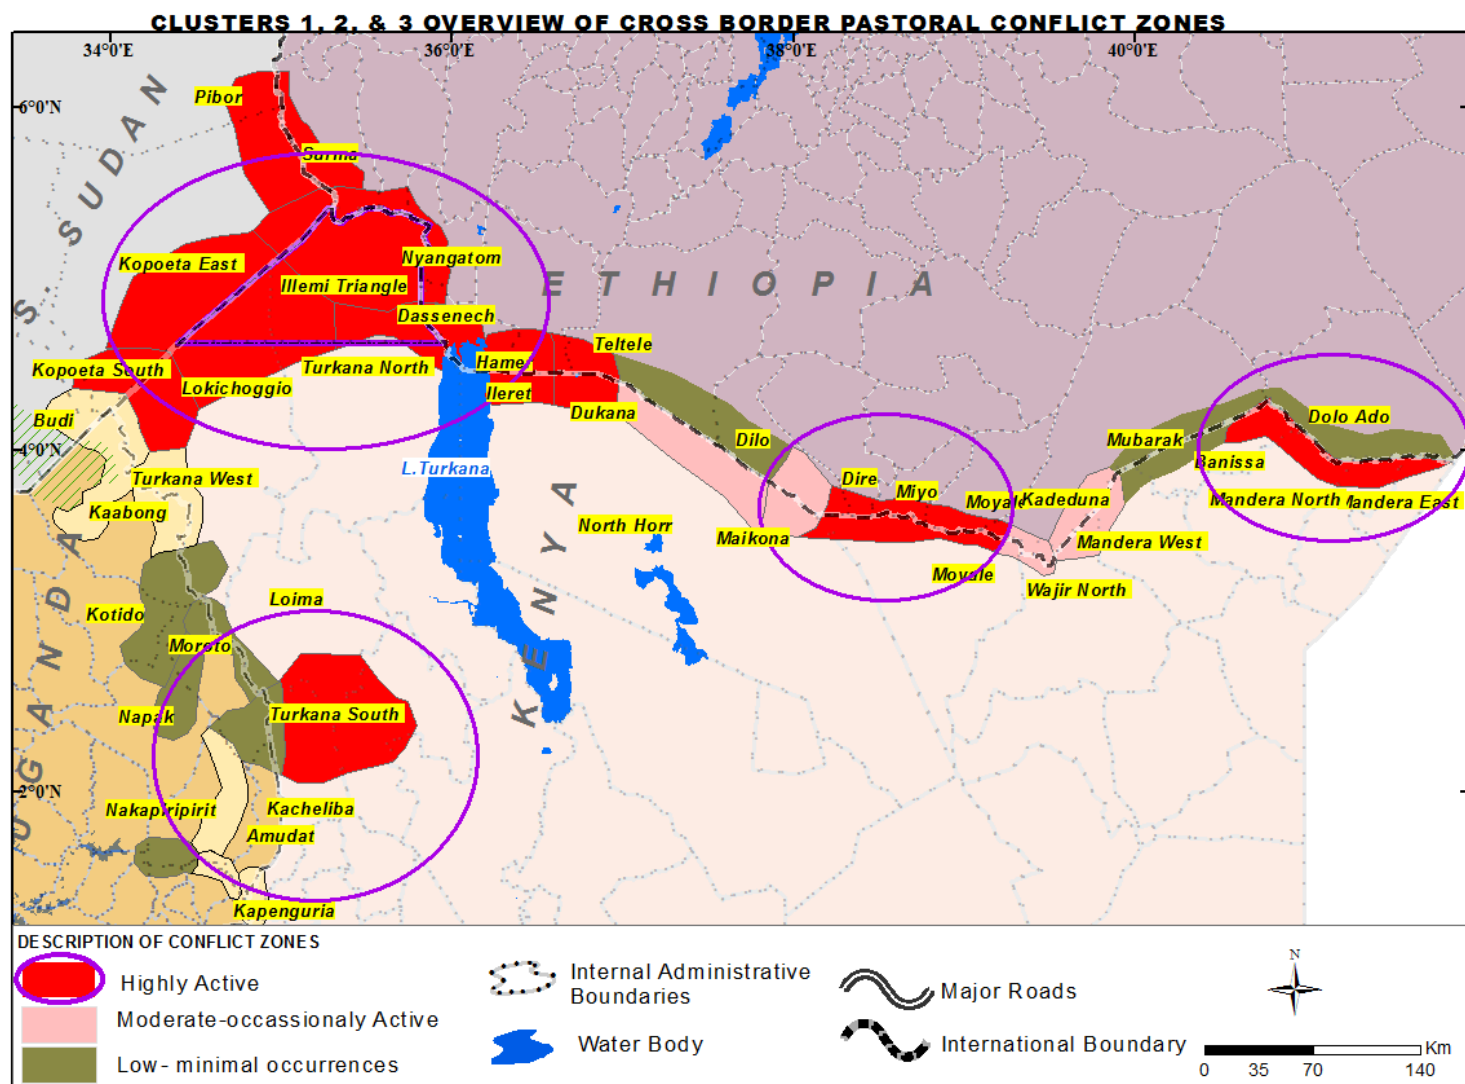 CLUSTERS 1, 2, & 3 OVERVIEW OF CROSS BORDER PASTORAL CONFLICT ZONES
34°0'E
36°0'E
38°0'E
40°0'E
6°0'N
4°0'N
2°0'N
S. SUDAN
ETHIOPIA
KENYA
UGANDA
Pibor
Surma
Kopoeta East
Nyangatom
Illemi Triangle
Dassenech
Kopoeta South
Lokichoggio
Turkana North
Hamer
Ileret
Teltele
Dukana
Budi
Turkana West
Kaabong
L.Turkana
North Horr
Dilo
Maikona
Dire
Miyo
Moyale
Kadeduna
Moyale
Wajir North
Mandera West
Mubarak
Banissa
Dolo Ado
Mandera North
Mandera East
Kotido
Loima
Moroto
Napak
Turkana South
Nakapiripirit
Kacheliba
Amudat
Kapenguria
DESCRIPTION OF CONFLICT ZONES
Highly Active
Moderate-occassionaly Active
Low- minimal occurrences
Internal Administrative
Boundaries
Water Body
Major Roads
International Boundary
N
Km
0 35 70 140